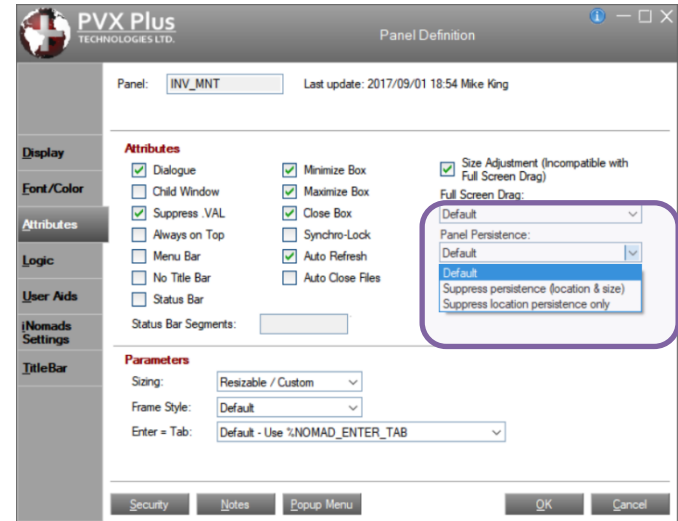 PVX Plus
TECHNOLOGIES LTD.
Panel Definition
Panel: INV_MNT Last update: 2017/09/01 18:54 Mike King
Display
Font/Color
Attributes
Logic
User Aids
iNomads
Settings
TitleBar
Attributes
Dialogue
Child Window
Suppress .VAL
Always on Top
Menu Bar
No Title Bar
Status Bar
Status Bar Segments:
Minimize Box
Maximize Box
Close Box
Synchro-Lock
Auto Refresh
Auto Close Files
Size Adjustment (Incompatible with
Full Screen Drag)
Full Screen Drag:
Default
Panel Persistence:
Default
Default
Suppress persistence (location & size)
Suppress location persistence only
Parameters
Sizing: Resizable / Custom
Frame Style: Default
Enter = Tab: Default - Use %NOMAD_ENTER_TAB
Security Notes Popup Menu OK Cancel